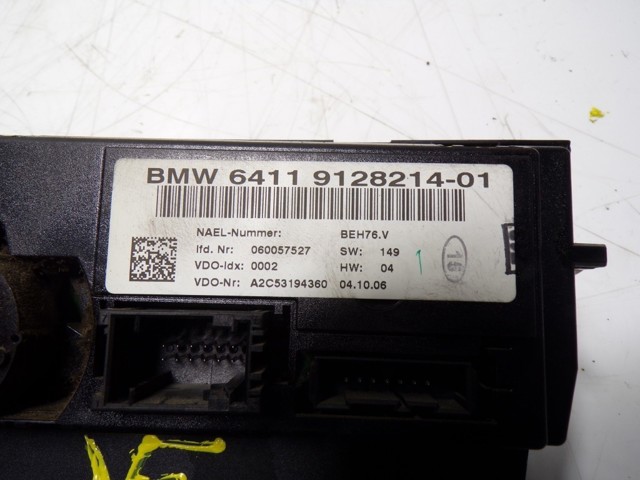 BMW 6411 9128214-01
NAEL-Nummer: BEH76.V
lfd. Nr: 060057527 SW: 149
VDO-Idx: 0002 HW: 04
VDO-Nr: A2C53194360 04.10.06
1